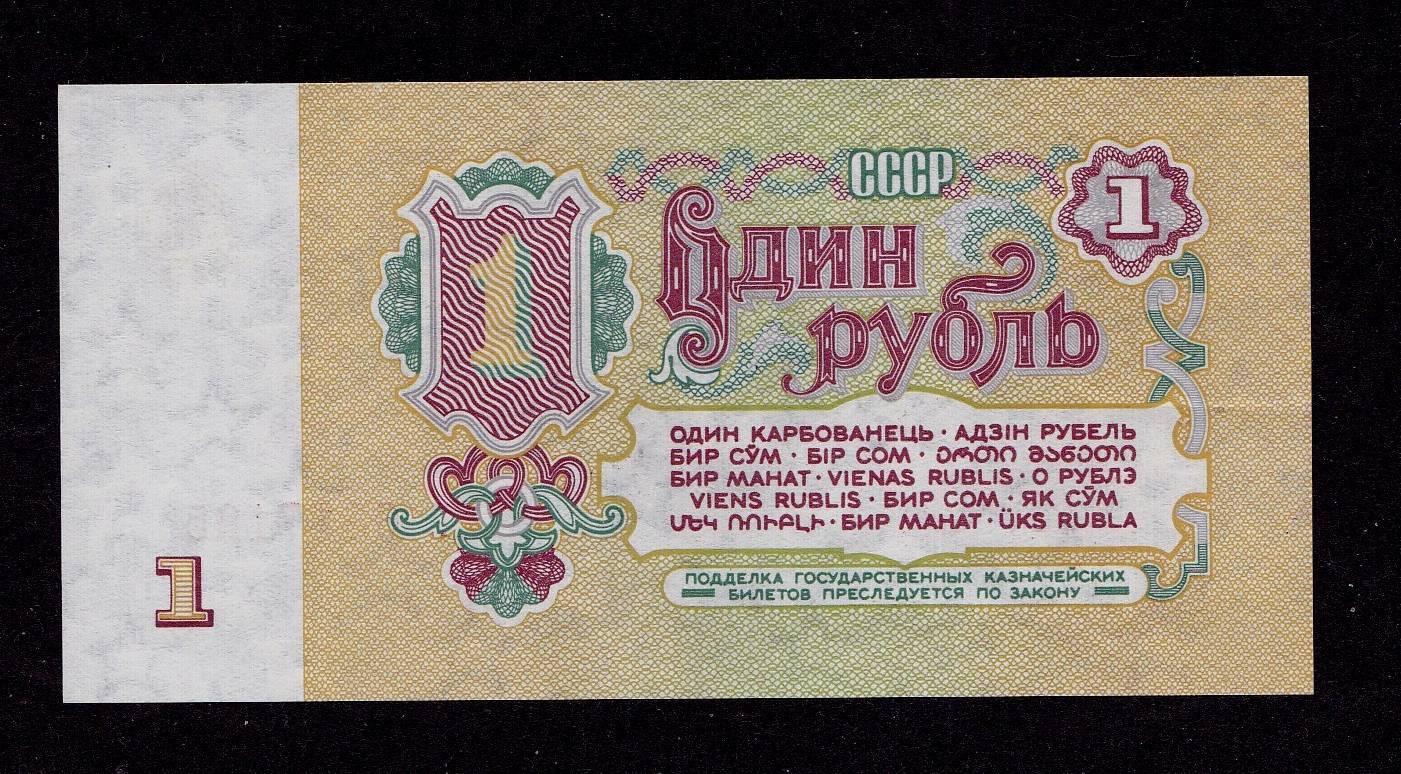 СССР
1
1
Один
рубль
ОДИН КАРБОВАНЕЦЬ · АДЗІН РУБЕЛЬ
БИР СЎМ · БІР СОМ · ᲔᲠᲗᲘ ᲛᲐᲜᲔᲗᲘ
БИР МАНАТ · VIENAS RUBLIS · О РУБЛЭ
VIENS RUBLIS · БИР СОМ · ЯК СӮМ
ՄԵԿ ՌՈՒԲԼԻ · БИР МАНАТ · ÜKS RUBLA
ПОДДЕЛКА ГОСУДАРСТВЕННЫХ КАЗНАЧЕЙСКИХ
БИЛЕТОВ ПРЕСЛЕДУЕТСЯ ПО ЗАКОНУ
1